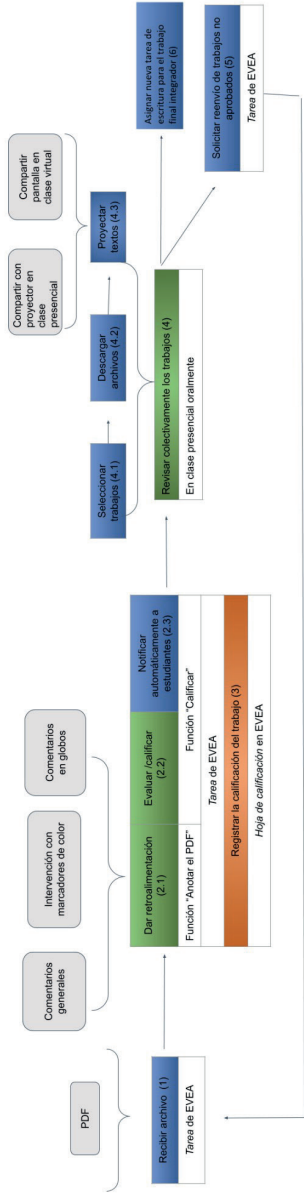 PDF
Recibir archivo (1)
Tarea de EVEA
Comentarios
generales
Intervención con
marcadores de color
Comentarios
en globos
Dar retroalimentación
(2.1)
Evaluar /calificar
(2.2)
Notificar
automáticamente a
estudiantes (2.3)
Función "Anotar el PDF"
Función "Calificar"
Tarea de EVEA
Registrar la calificación del trabajo (3)
Hoja de calificación en EVEA
Seleccionar
trabajos (4.1)
Descargar
archivos (4.2)
Proyectar
textos (4.3)
Compartir con
proyector en
clase
presencial
Compartir
pantalla en
clase virtual
Revisar colectivamente los trabajos (4)
En clase presencial oralmente
Asignar nueva tarea de
escritura para el trabajo
final integrador (6)
Solicitar reenvío de trabajos no
aprobados (5)
Tarea de EVEA